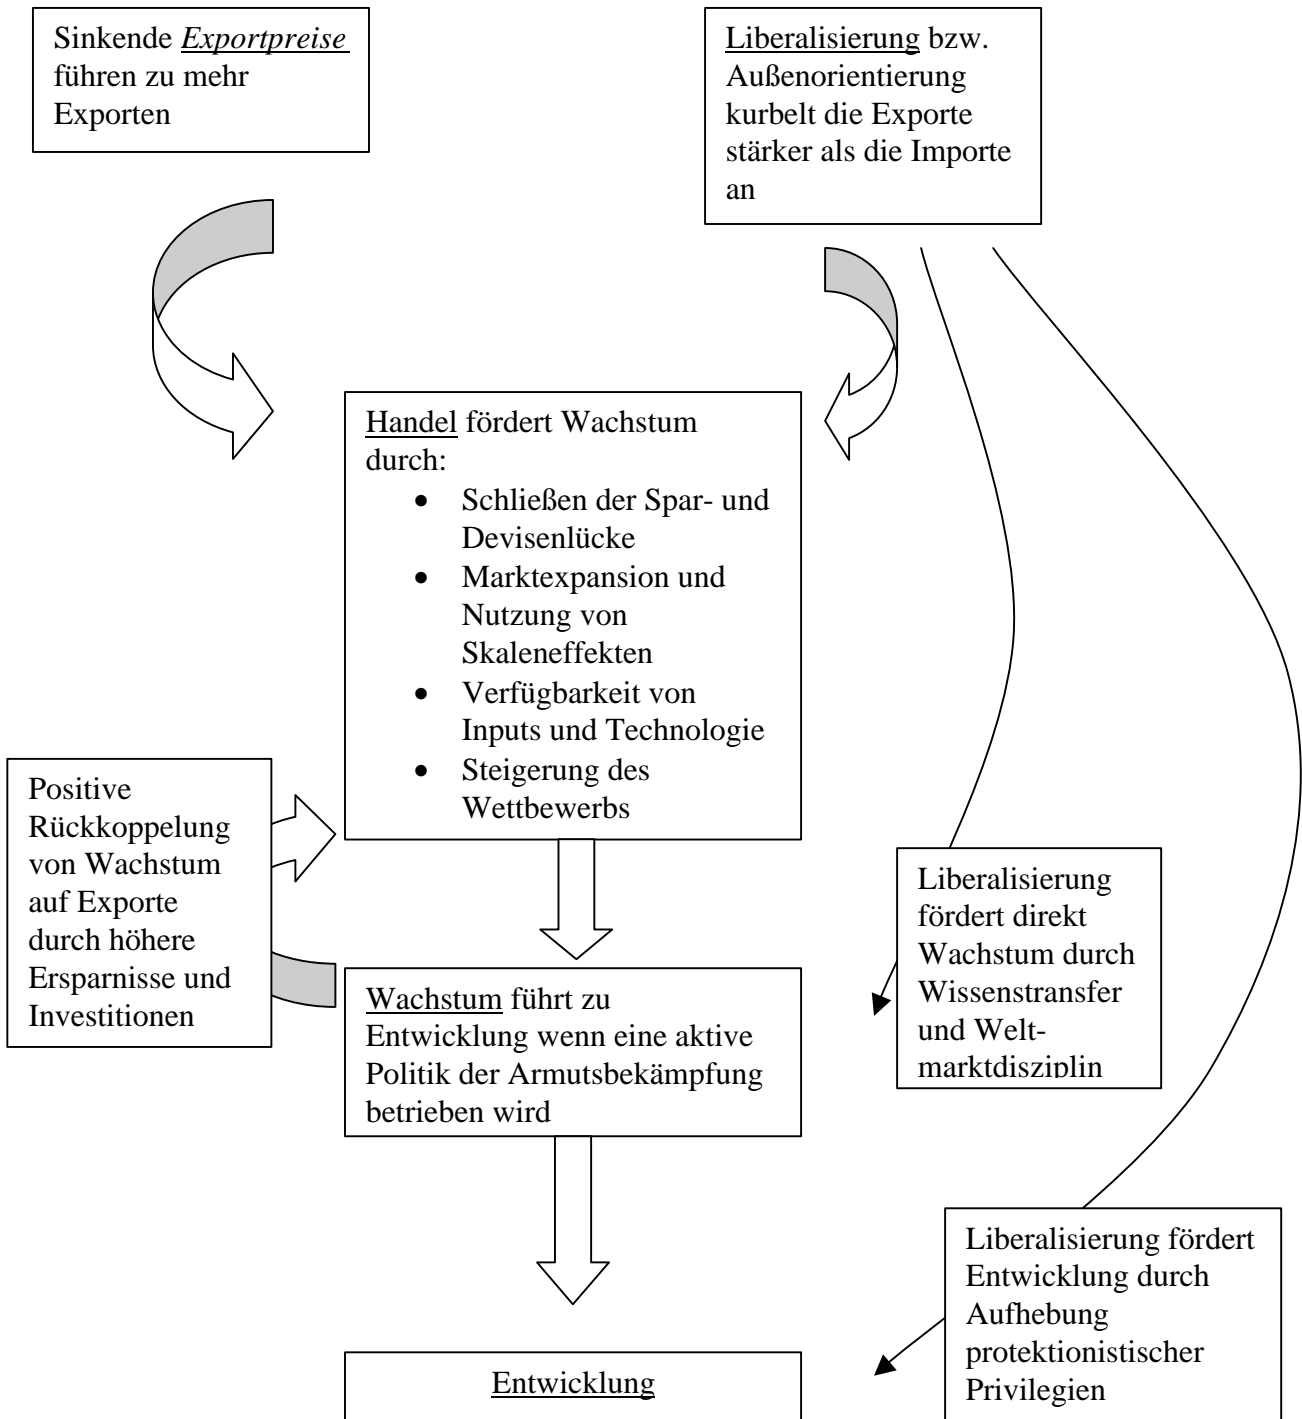 Sinkende Exportpreise
führen zu mehr
Exporten
Liberalisierung bzw.
Außenorientierung
kurbelt die Exporte
stärker als die Importe
an
Handel fördert Wachstum
durch:
• Schließen der Spar- und
Devisenlücke
• Marktexpansion und
Nutzung von
Skaleneffekten
• Verfügbarkeit von
Inputs und Technologie
• Steigerung des
Wettbewerbs
Positive
Rückkoppelung
von Wachstum
auf Exporte
durch höhere
Ersparnisse und
Investitionen
Liberalisierung
fördert direkt
Wachstum durch
Wissenstransfer
und Welt-
marktdisziplin
Wachstum führt zu
Entwicklung wenn eine aktive
Politik der Armutsbekämpfung
betrieben wird
Liberalisierung fördert
Entwicklung durch
Aufhebung
protektionistischer
Privilegien
Entwicklung